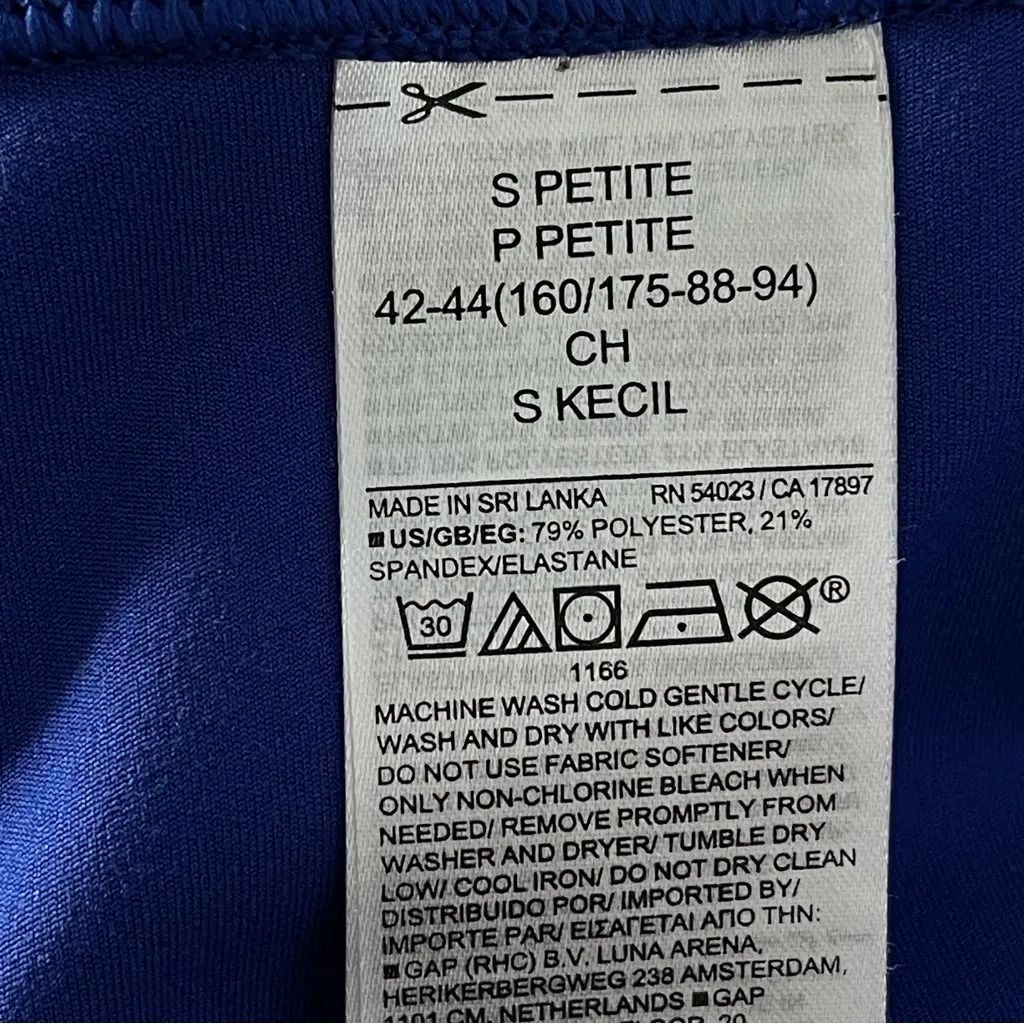 S PETITE
P PETITE
42-44(160/175-88-94)
CH
S KECIL
MADE IN SRI LANKA RN 54023 / CA 17897
US/GB/EG: 79% POLYESTER, 21%
SPANDEX/ELASTANE
30 ®
1166
MACHINE WASH COLD GENTLE CYCLE/
WASH AND DRY WITH LIKE COLORS/
DO NOT USE FABRIC SOFTENER/
ONLY NON-CHLORINE BLEACH WHEN
NEEDED/ REMOVE PROMPTLY FROM
WASHER AND DRYER/ TUMBLE DRY
LOW/ COOL IRON/ DO NOT DRY CLEAN
DISTRIBUIDO POR/ IMPORTED BY/
IMPORTE PAR/ ΕΙΣΑΓΕΤΑΙ ΑΠΟ ΤΗΝ:
GAP (RHC) B.V. LUNA ARENA,
HERIKERBERGWEG 238 AMSTERDAM,
1101 CM, NETHERLANDS GAP
FLOOR, 20